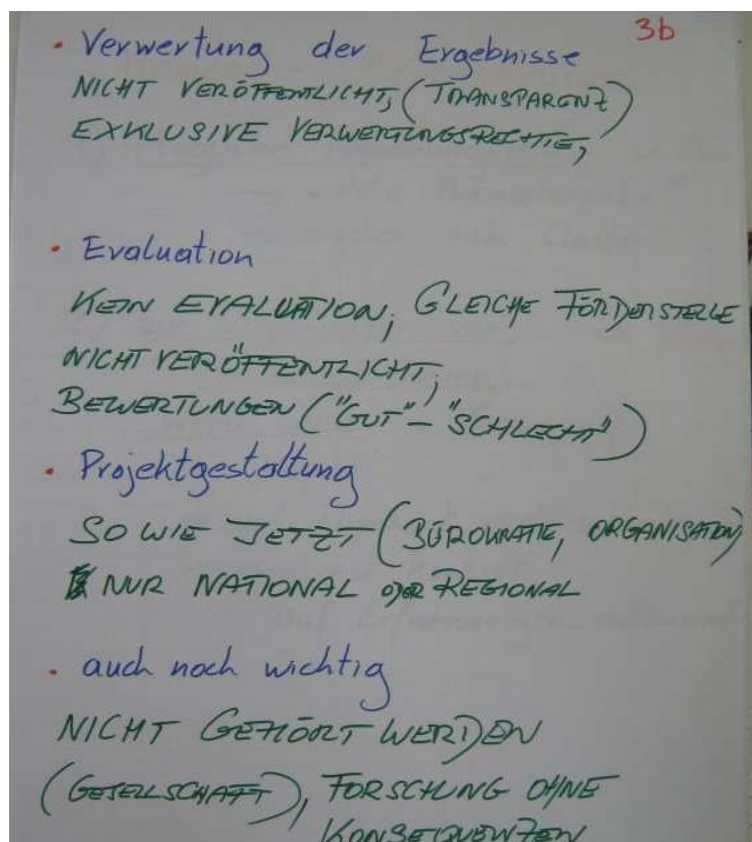 3b
• Verwertung der Ergebnisse
NICHT VERÖFFENTLICHT, (TRANSPARENZ)
EXKLUSIVE VERWERTUNGSRECHTE,
• Evaluation
KEIN EVALUATION, GLEICHE FÖRDERSTELLE
NICHT VERÖFFENTLICHT,
BEWERTUNGEN ("GUT" - "SCHLECHT")
• Projektgestaltung
SO WIE JETZT (BÜROKRATIE, ORGANISATION)
NUR NATIONAL ODER REGIONAL
• auch noch wichtig
NICHT GEHÖRT WERDEN
(GESELLSCHAFT), FORSCHUNG OHNE
KONSEQUENZEN